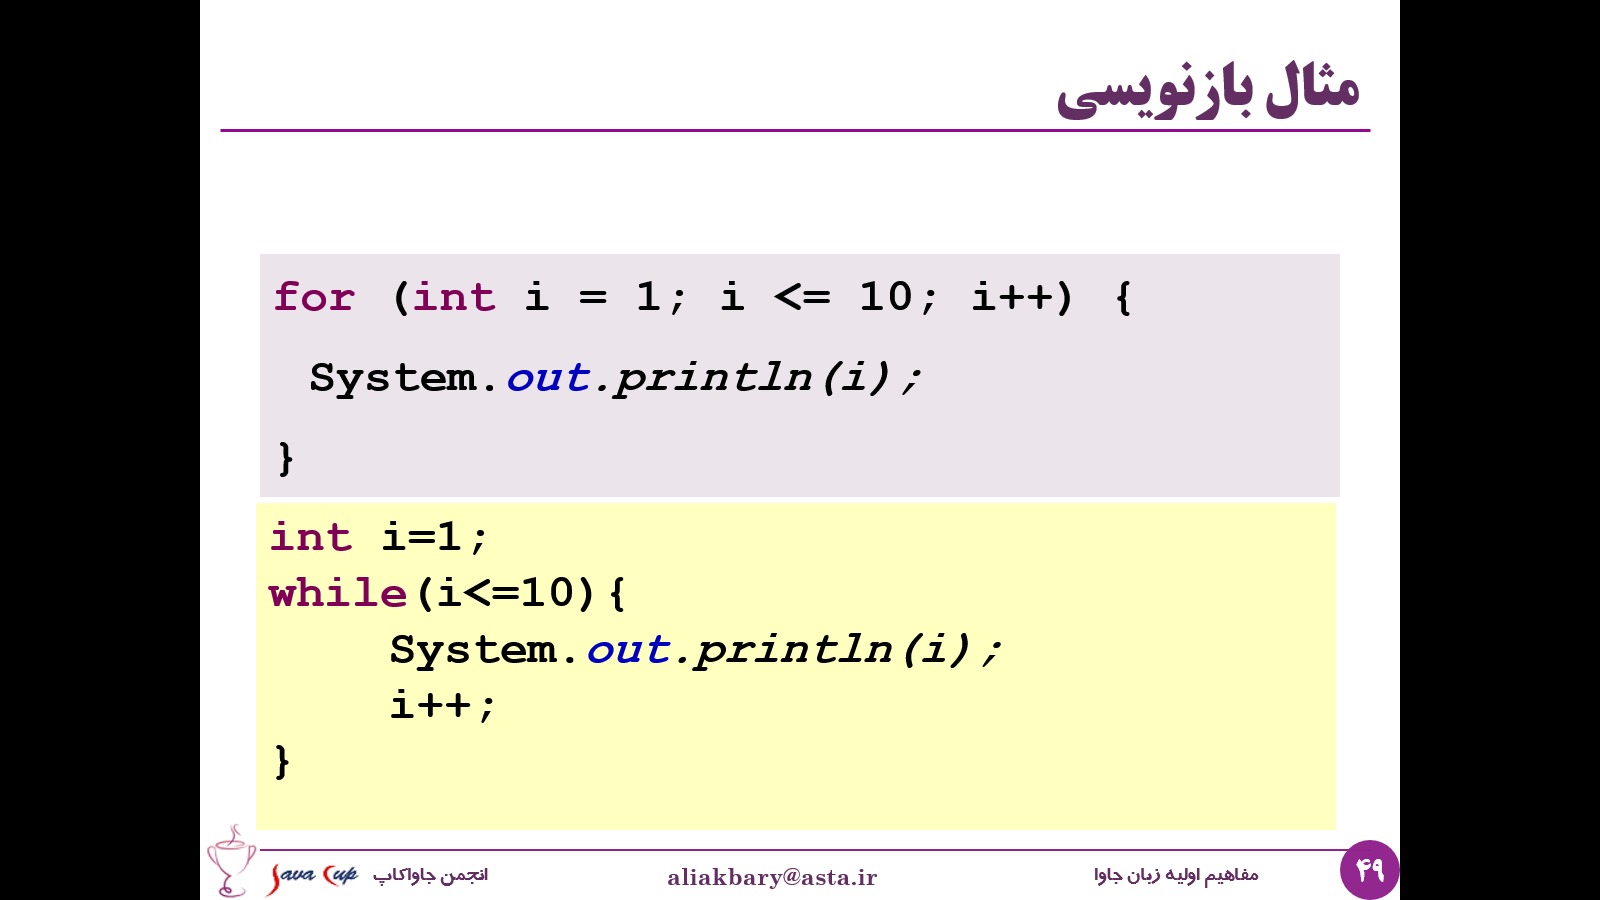 مثال بازنویسی
for (int i = 1; i <= 10; i++) {
System.out.println(i);
}
int i=1;
while(i<=10){
System.out.println(i);
i++;
}
Java Cup انجمن جاواکاپ
aliakbary@asta.ir
مفاهیم اولیه زبان جاوا
۴۹